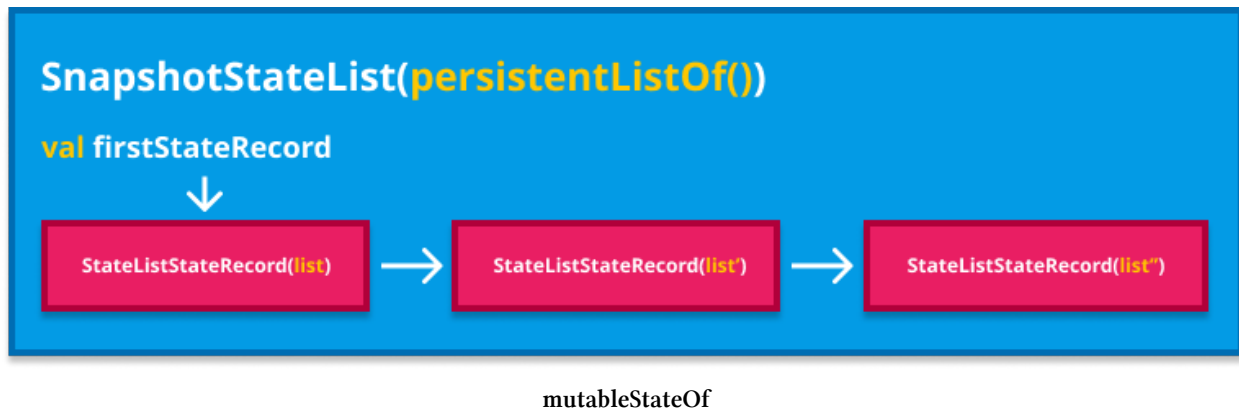 SnapshotStateList(persistentListOf())
val firstStateRecord
StateListStateRecord(list)
StateListStateRecord(list')
StateListStateRecord(list'')
mutableStateOf